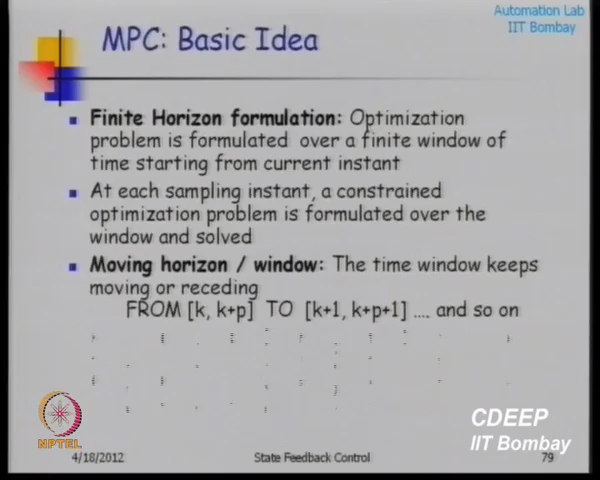 Automation Lab
IIT Bombay
MPC: Basic Idea
Finite Horizon formulation: Optimization
problem is formulated over a finite window of
time starting from current instant
At each sampling instant, a constrained
optimization problem is formulated over the
window and solved
Moving horizon / window: The time window keeps
moving or receding
FROM [k, k+p] TO [k+1, k+p+1] .... and so on
NPTEL
CDEEP
IIT Bombay
4/18/2012
State Feedback Control
79